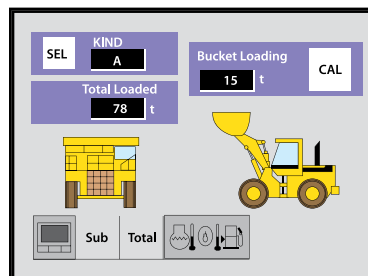 SEL
KIND
A
Total Loaded
78 t
Bucket Loading
15 t
CAL
Sub
Total